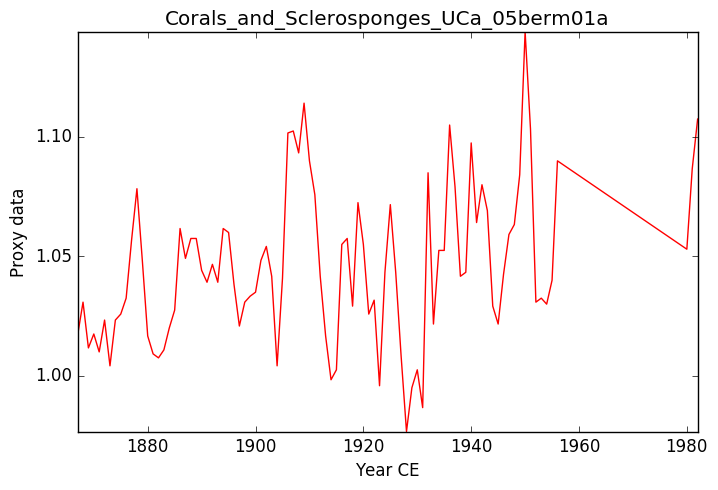 Corals_and_Sclerosponges_UCa_05berm01a
1.10
1.05
1.00
Proxy data
1880 1900 1920 1940 1960 1980
Year CE